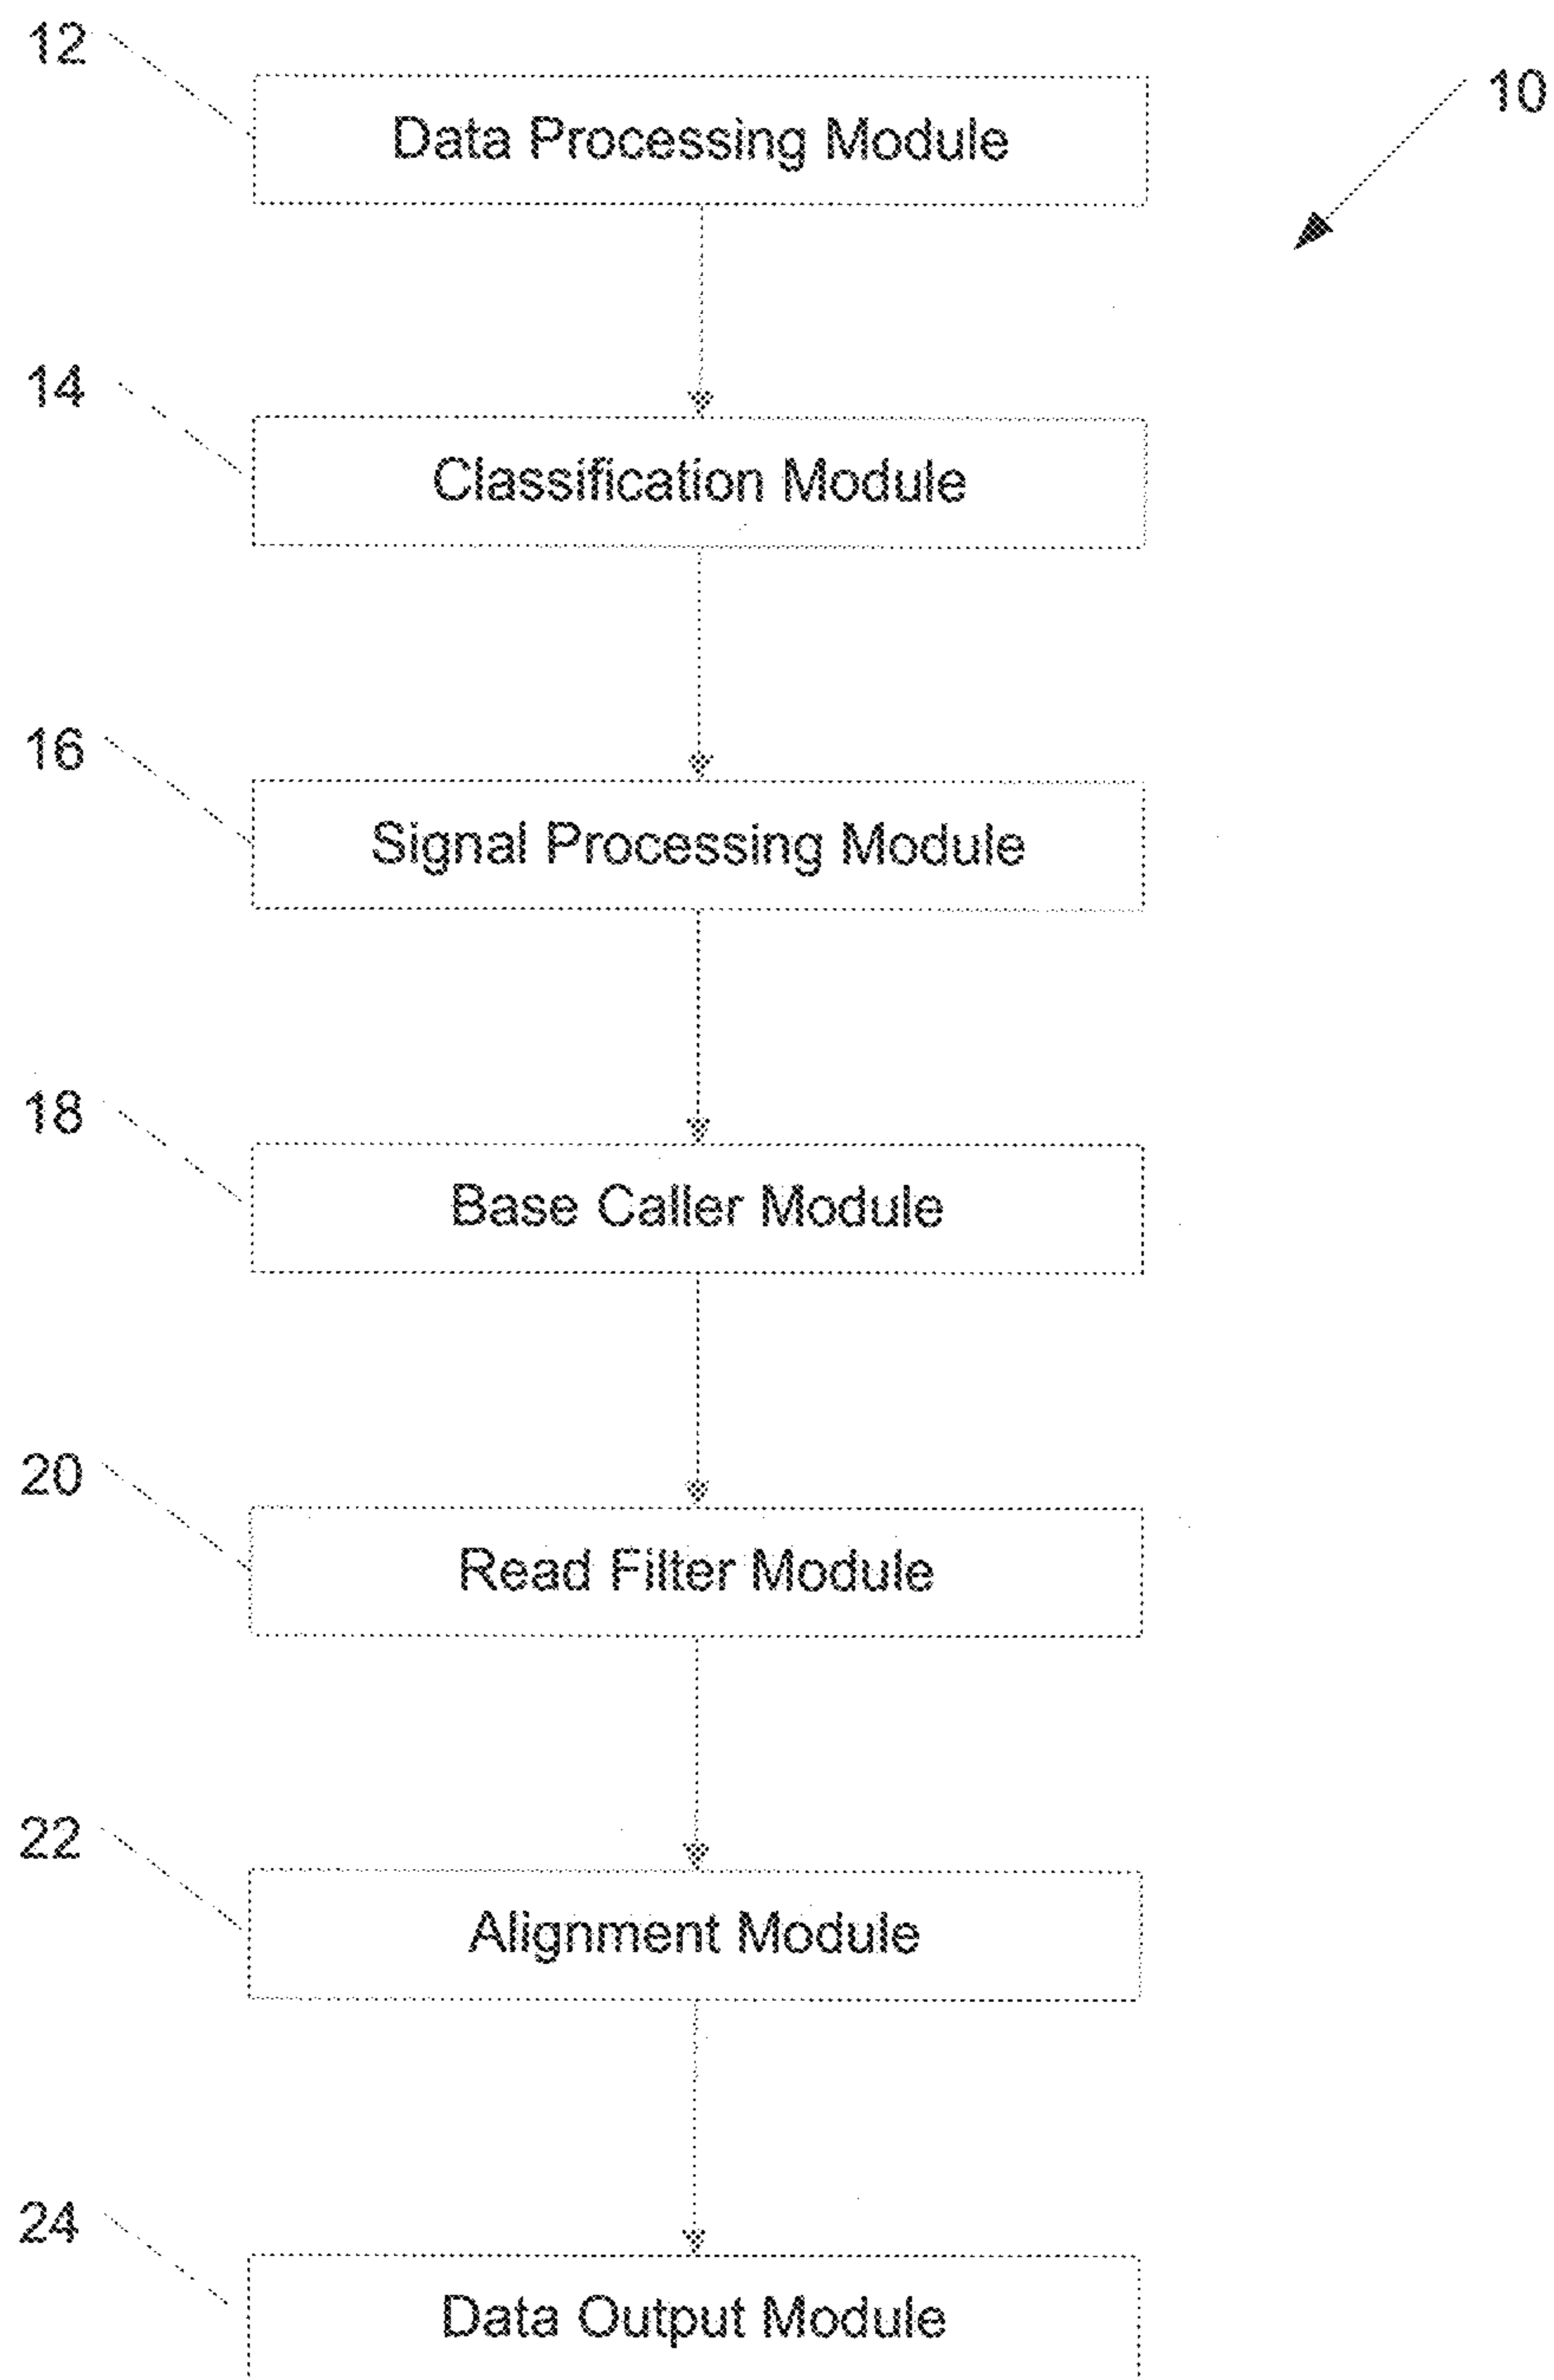 12
Data Processing Module
10
14
Classification Module
16
Signal Processing Module
18
Base Caller Module
20
Read Filter Module
22
Alignment Module
24
Data Output Module